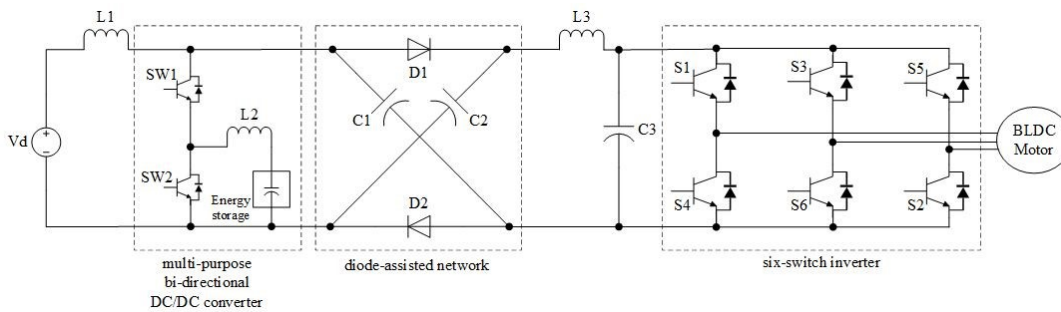 L1
L3
SW1
D1
S1
S3
S5
L2
C1
C2
C3
Vd
BLDC
Motor
SW2
Energy
storage
D2
S4
S6
S2
multi-purpose
bi-directional
DC/DC converter
diode-assisted network
six-switch inverter